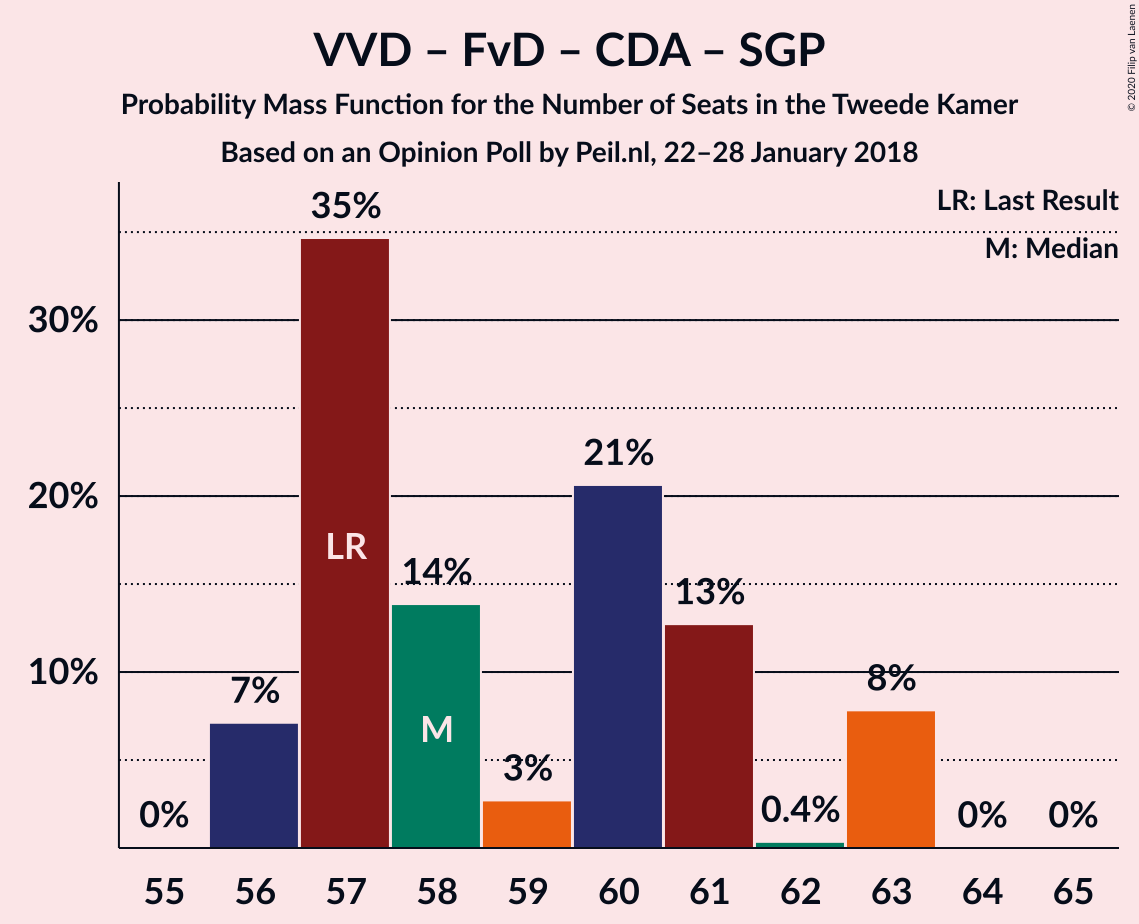 VVD – FvD – CDA – SGP
Probability Mass Function for the Number of Seats in the Tweede Kamer
Based on an Opinion Poll by Peil.nl, 22–28 January 2018
© 2020 Filip van Laenen
LR: Last Result
M: Median
35%
30%
21%
20%
LR
14%
13%
10%
7%
8%
M
3%
0%
0.4%
0%
0%
55 56 57 58 59 60 61 62 63 64 65